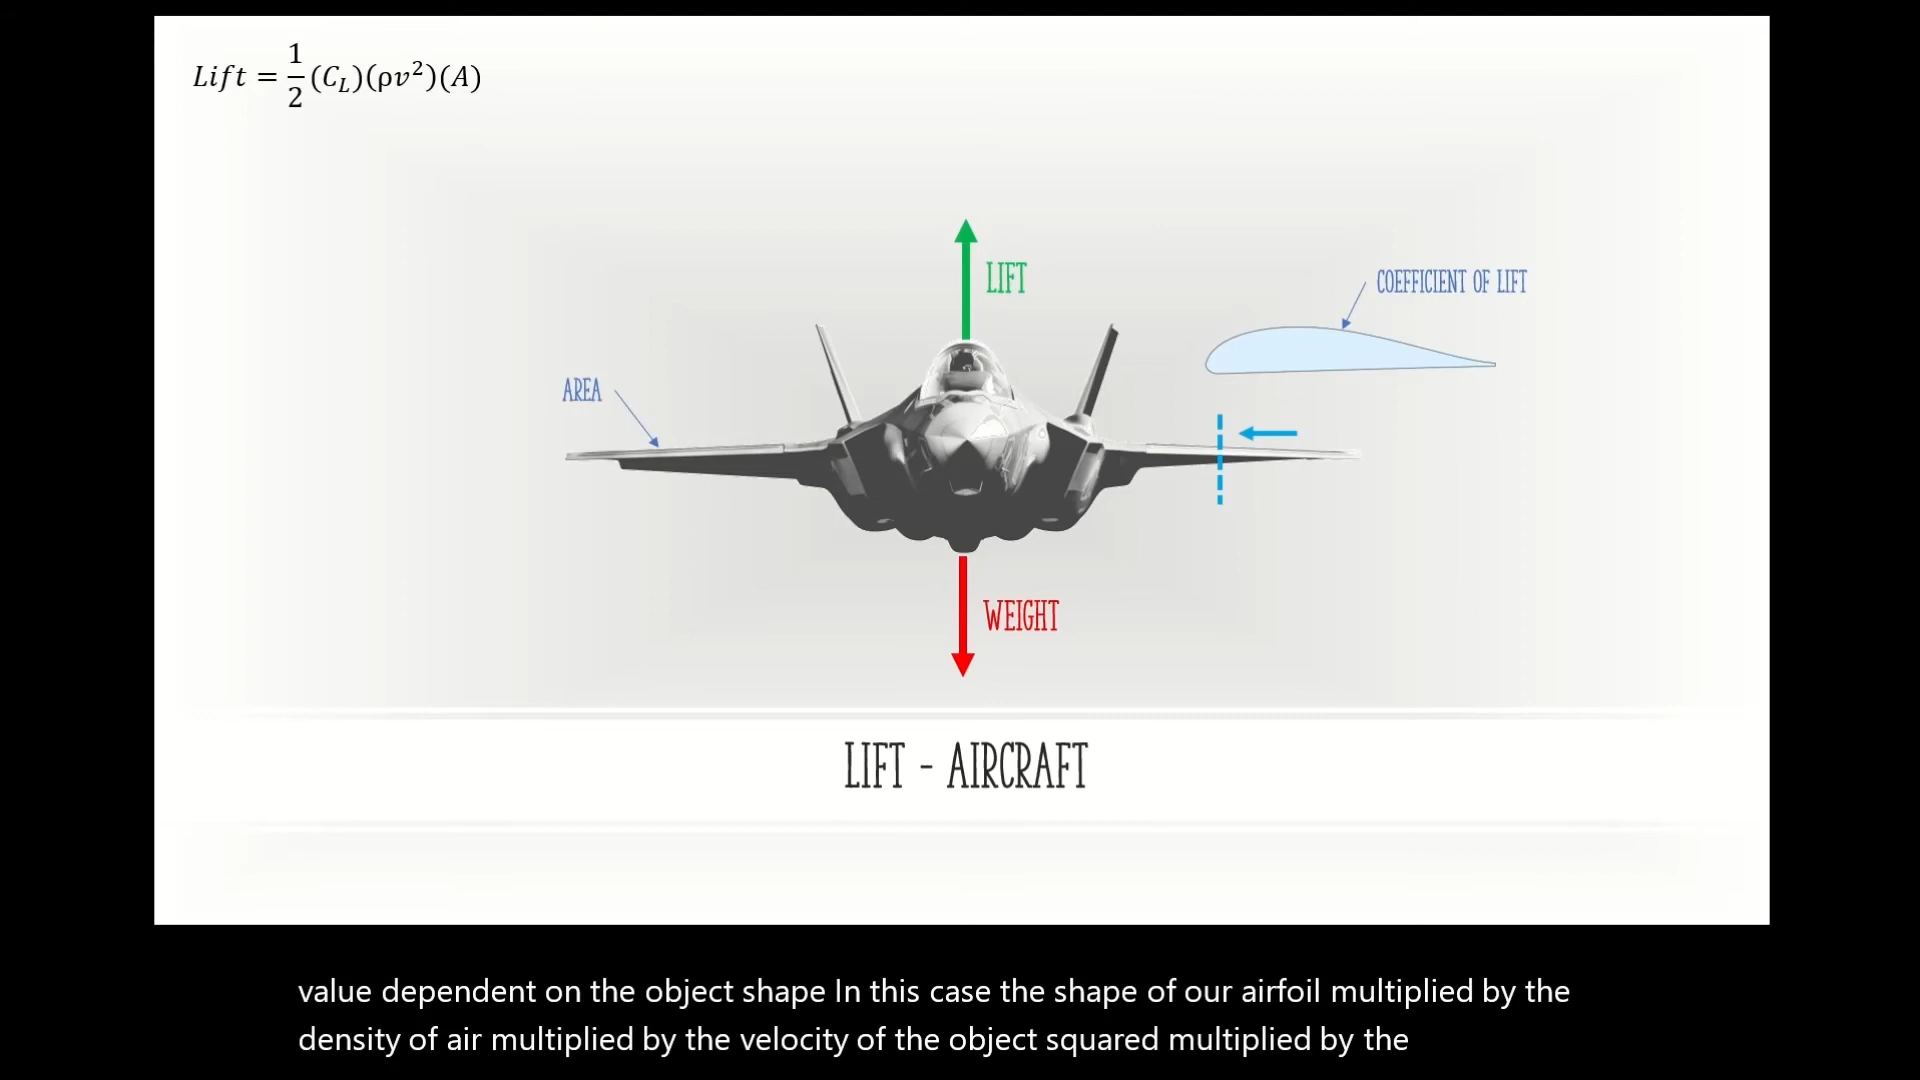 Lift = 1/2 (C_L)(ρv²)(A)
LIFT
COEFFICIENT OF LIFT
AREA
WEIGHT
LIFT - AIRCRAFT
value dependent on the object shape In this case the shape of our airfoil multiplied by the
density of air multiplied by the velocity of the object squared multiplied by the